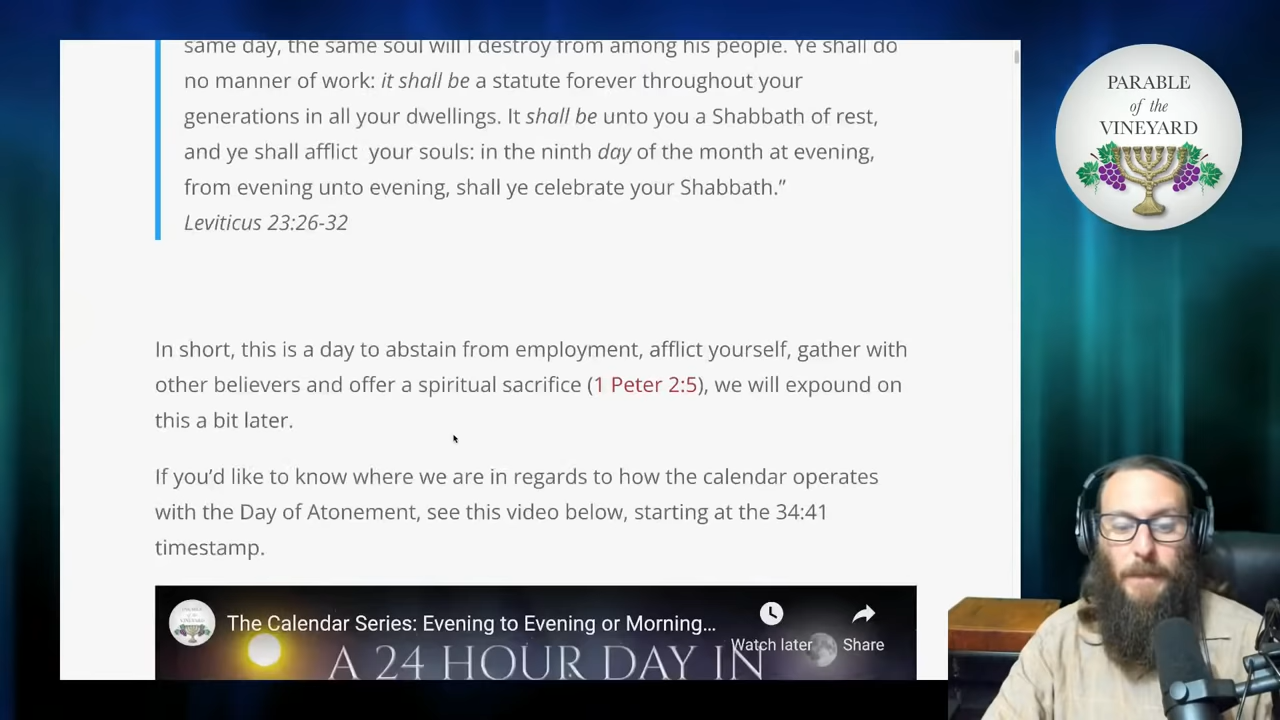 same day, the same soul will I destroy from among his people. Ye shall do
no manner of work: it shall be a statute forever throughout your
generations in all your dwellings. It shall be unto you a Shabbath of rest,
and ye shall afflict your souls: in the ninth day of the month at evening,
from evening unto evening, shall ye celebrate your Shabbath.”
Leviticus 23:26-32
In short, this is a day to abstain from employment, afflict yourself, gather with
other believers and offer a spiritual sacrifice (1 Peter 2:5), we will expound on
this a bit later.
If you’d like to know where we are in regards to how the calendar operates
with the Day of Atonement, see this video below, starting at the 34:41
timestamp.
The Calendar Series: Evening to Evening or Morning...
Watch later
Share
A 24 HOUR DAY IN
PARABLE
of the
VINEYARD